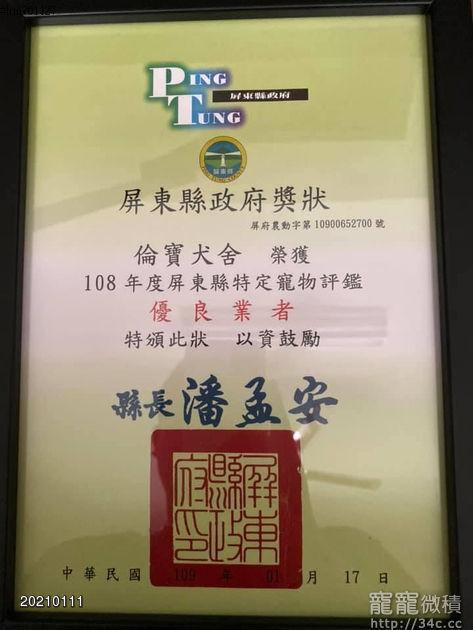 PING
TUNG
屏東縣政府
屏東縣
屏東縣政府獎狀
屏府農動字第10900652700號
倫寶犬舍 榮獲
108年度屏東縣特定寵物評鑑
優良業者
特頒此狀 以資鼓勵
縣長潘孟安
屏東縣政府印
中華民國 109 年 01 月 17 日
20210111
寵寵微積
http://34c.cc